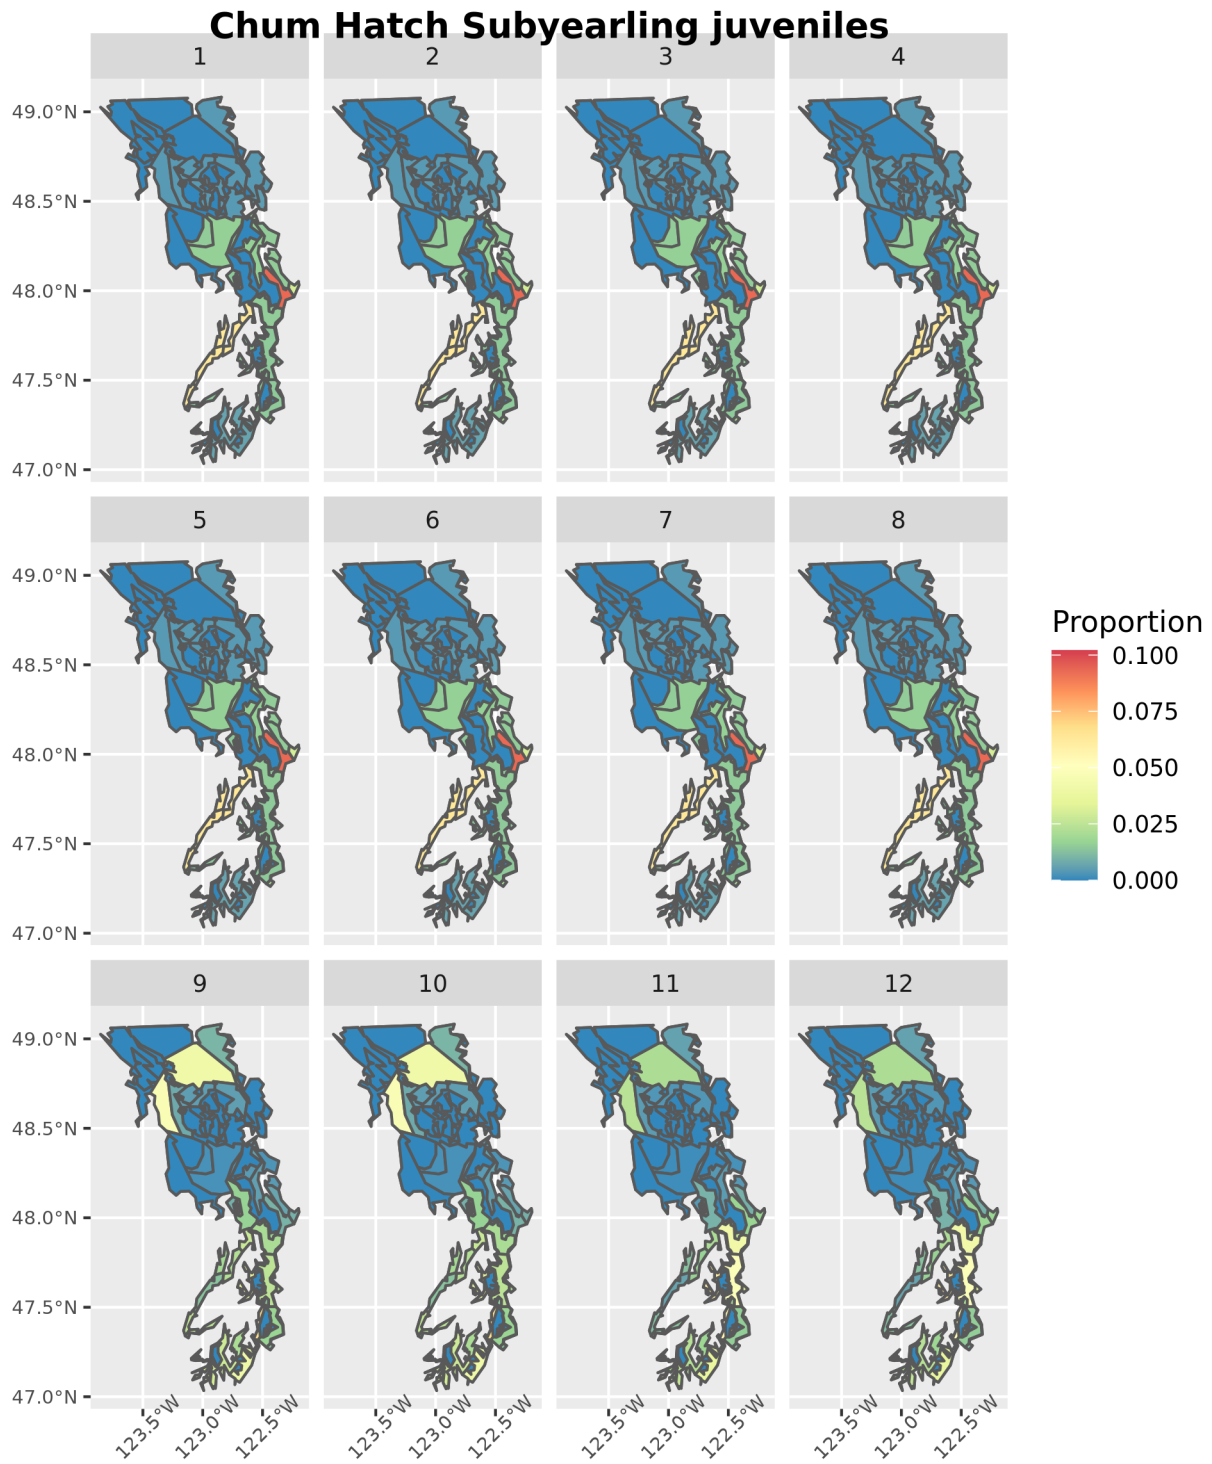 Chum Hatch Subyearling juveniles
1 2 3 4
49.0°N
48.5°N
48.0°N
47.5°N
47.0°N
5 6 7 8
49.0°N
48.5°N
48.0°N
47.5°N
47.0°N
Proportion
0.100
0.075
0.050
0.025
0.000
9 10 11 12
49.0°N
48.5°N
48.0°N
47.5°N
47.0°N
123.5°W 123.0°W 122.5°W 123.5°W 123.0°W 122.5°W 123.5°W 123.0°W 122.5°W 123.5°W 123.0°W 122.5°W